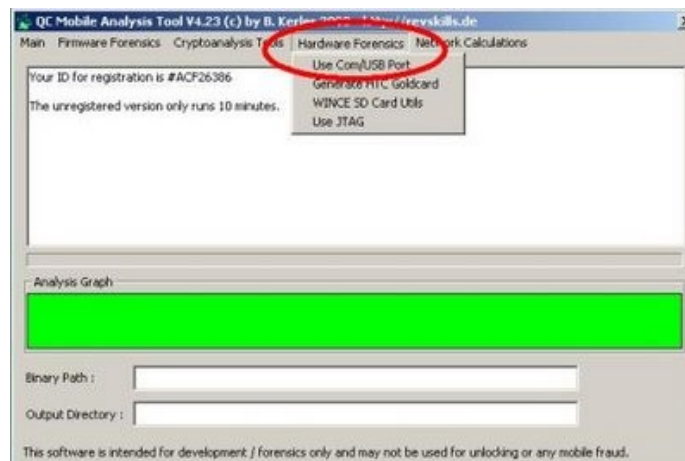 QC Mobile Analysis Tool V4.23 (c) by B. Kerler
Main Firmware Forensics Cryptoanalysis Tools Hardware Forensics Network Calculations
Use Com/USB Port
Generate HTC Goldcard
WINCE SD Card Utils
Use JTAG
Your ID for registration is #ACF26386
The unregistered version only runs 10 minutes.
Analysis Graph
Binary Path :
Output Directory :
This software is intended for development / forensics only and may not be used for unlocking or any mobile fraud.